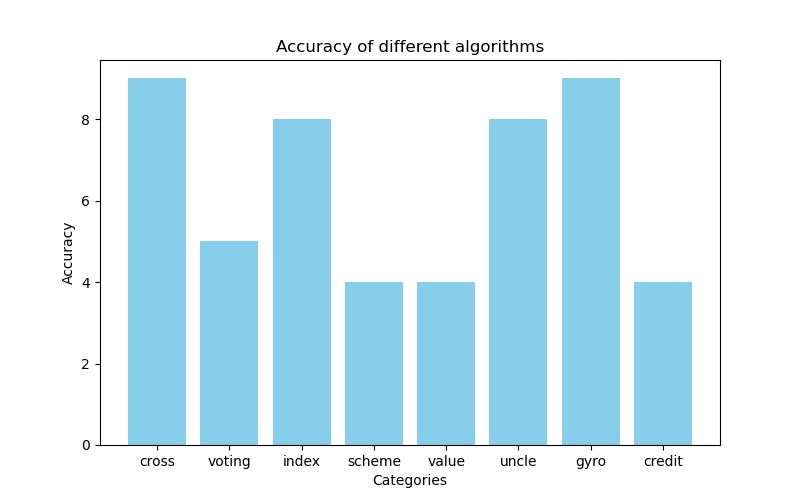 Accuracy of different algorithms
Accuracy
8
6
4
2
0
cross voting index scheme value uncle gyro credit
Categories